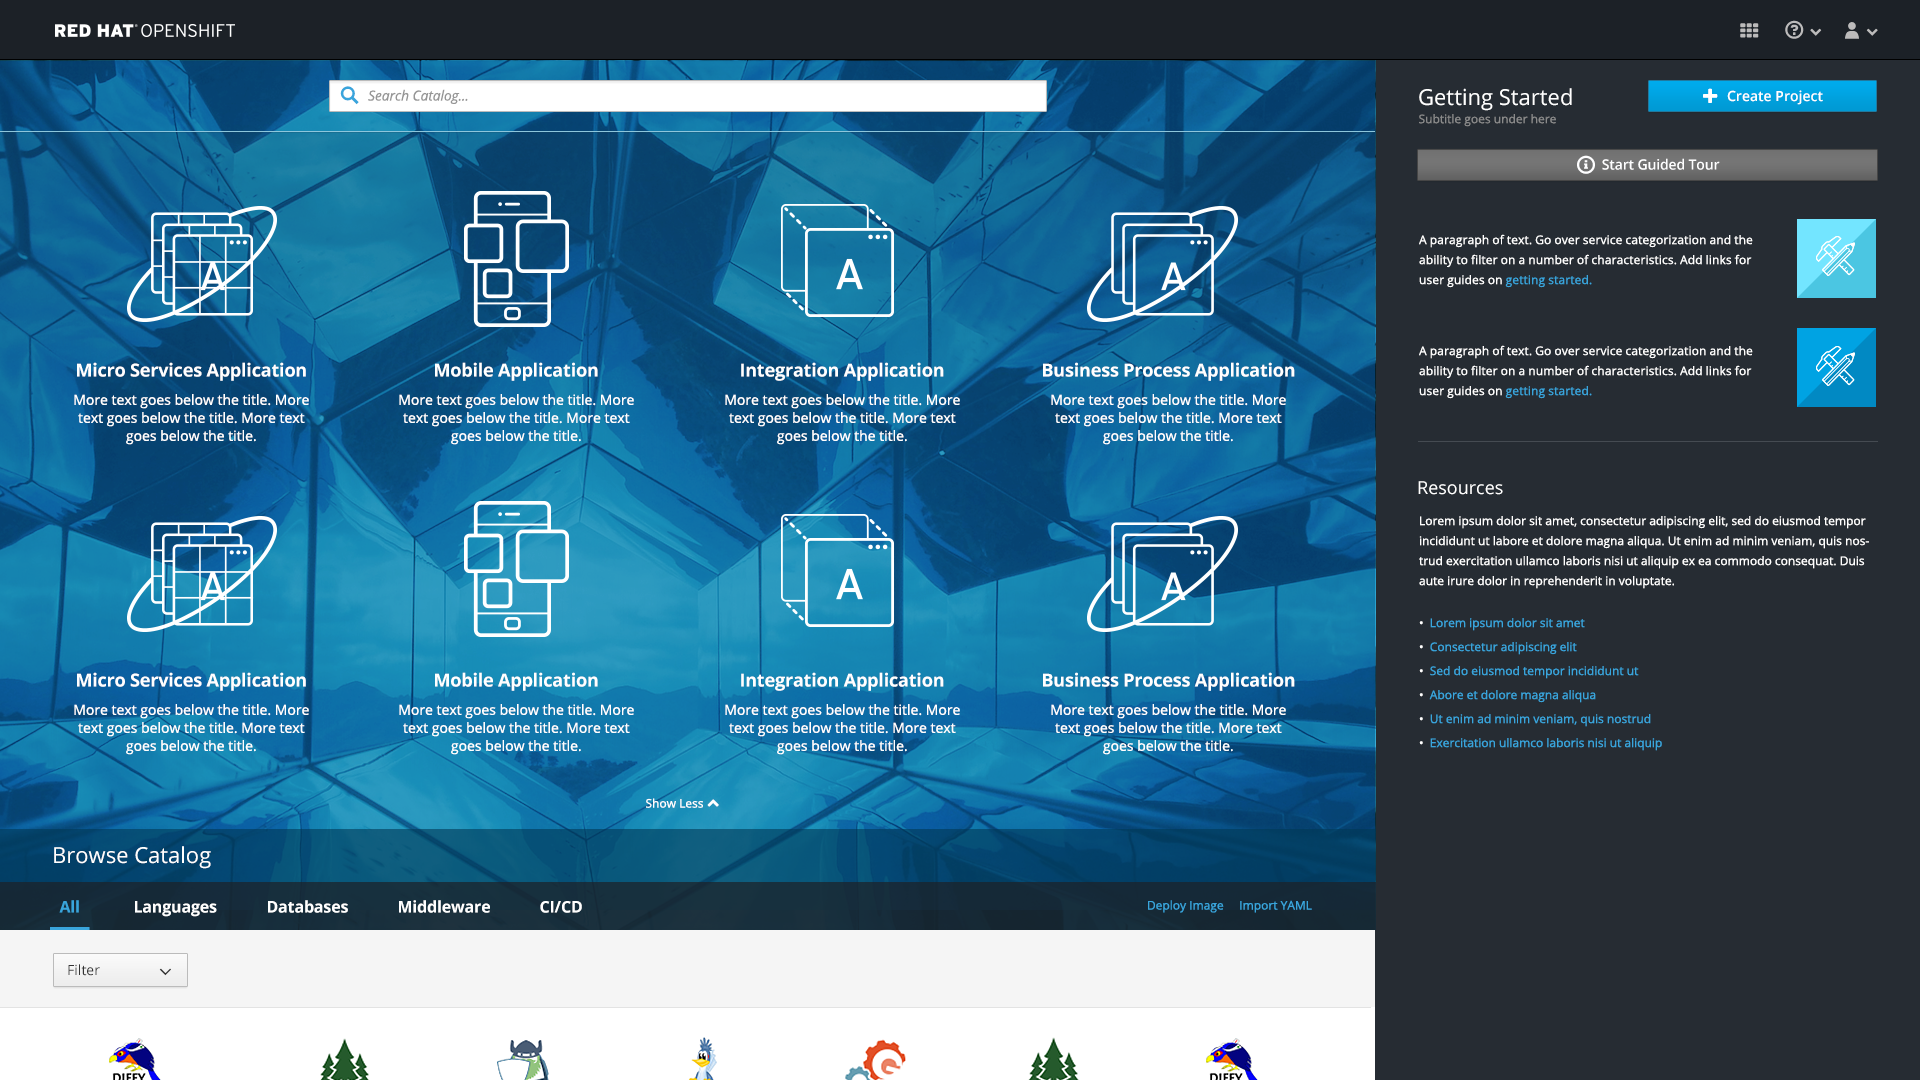 RED HAT OPENSHIFT
Search Catalog...
Micro Services Application
More text goes below the title. More
text goes below the title. More text
goes below the title.
Mobile Application
More text goes below the title. More
text goes below the title. More text
goes below the title.
Integration Application
More text goes below the title. More
text goes below the title. More text
goes below the title.
Business Process Application
More text goes below the title. More
text goes below the title. More text
goes below the title.
A
A
A
Micro Services Application
More text goes below the title. More
text goes below the title. More text
goes below the title.
Mobile Application
More text goes below the title. More
text goes below the title. More text
goes below the title.
Integration Application
More text goes below the title. More
text goes below the title. More text
goes below the title.
Business Process Application
More text goes below the title. More
text goes below the title. More text
goes below the title.
A
A
A
Show Less
Browse Catalog
All
Languages
Databases
Middleware
CI/CD
Deploy Image
Import YAML
Filter
DIFFY
DIFFY
Getting Started
Subtitle goes under here
Create Project
Start Guided Tour
A paragraph of text. Go over service categorization and the
ability to filter on a number of characteristics. Add links for
user guides on getting started.
A paragraph of text. Go over service categorization and the
ability to filter on a number of characteristics. Add links for
user guides on getting started.
Resources
Lorem ipsum dolor sit amet, consectetur adipiscing elit, sed do eiusmod tempor
incididunt ut labore et dolore magna aliqua. Ut enim ad minim veniam, quis nos-
trud exercitation ullamco laboris nisi ut aliquip ex ea commodo consequat. Duis
aute irure dolor in reprehenderit in voluptate.
• Lorem ipsum dolor sit amet
• Consectetur adipiscing elit
• Sed do eiusmod tempor incididunt ut
• Abore et dolore magna aliqua
• Ut enim ad minim veniam, quis nostrud
• Exercitation ullamco laboris nisi ut aliquip